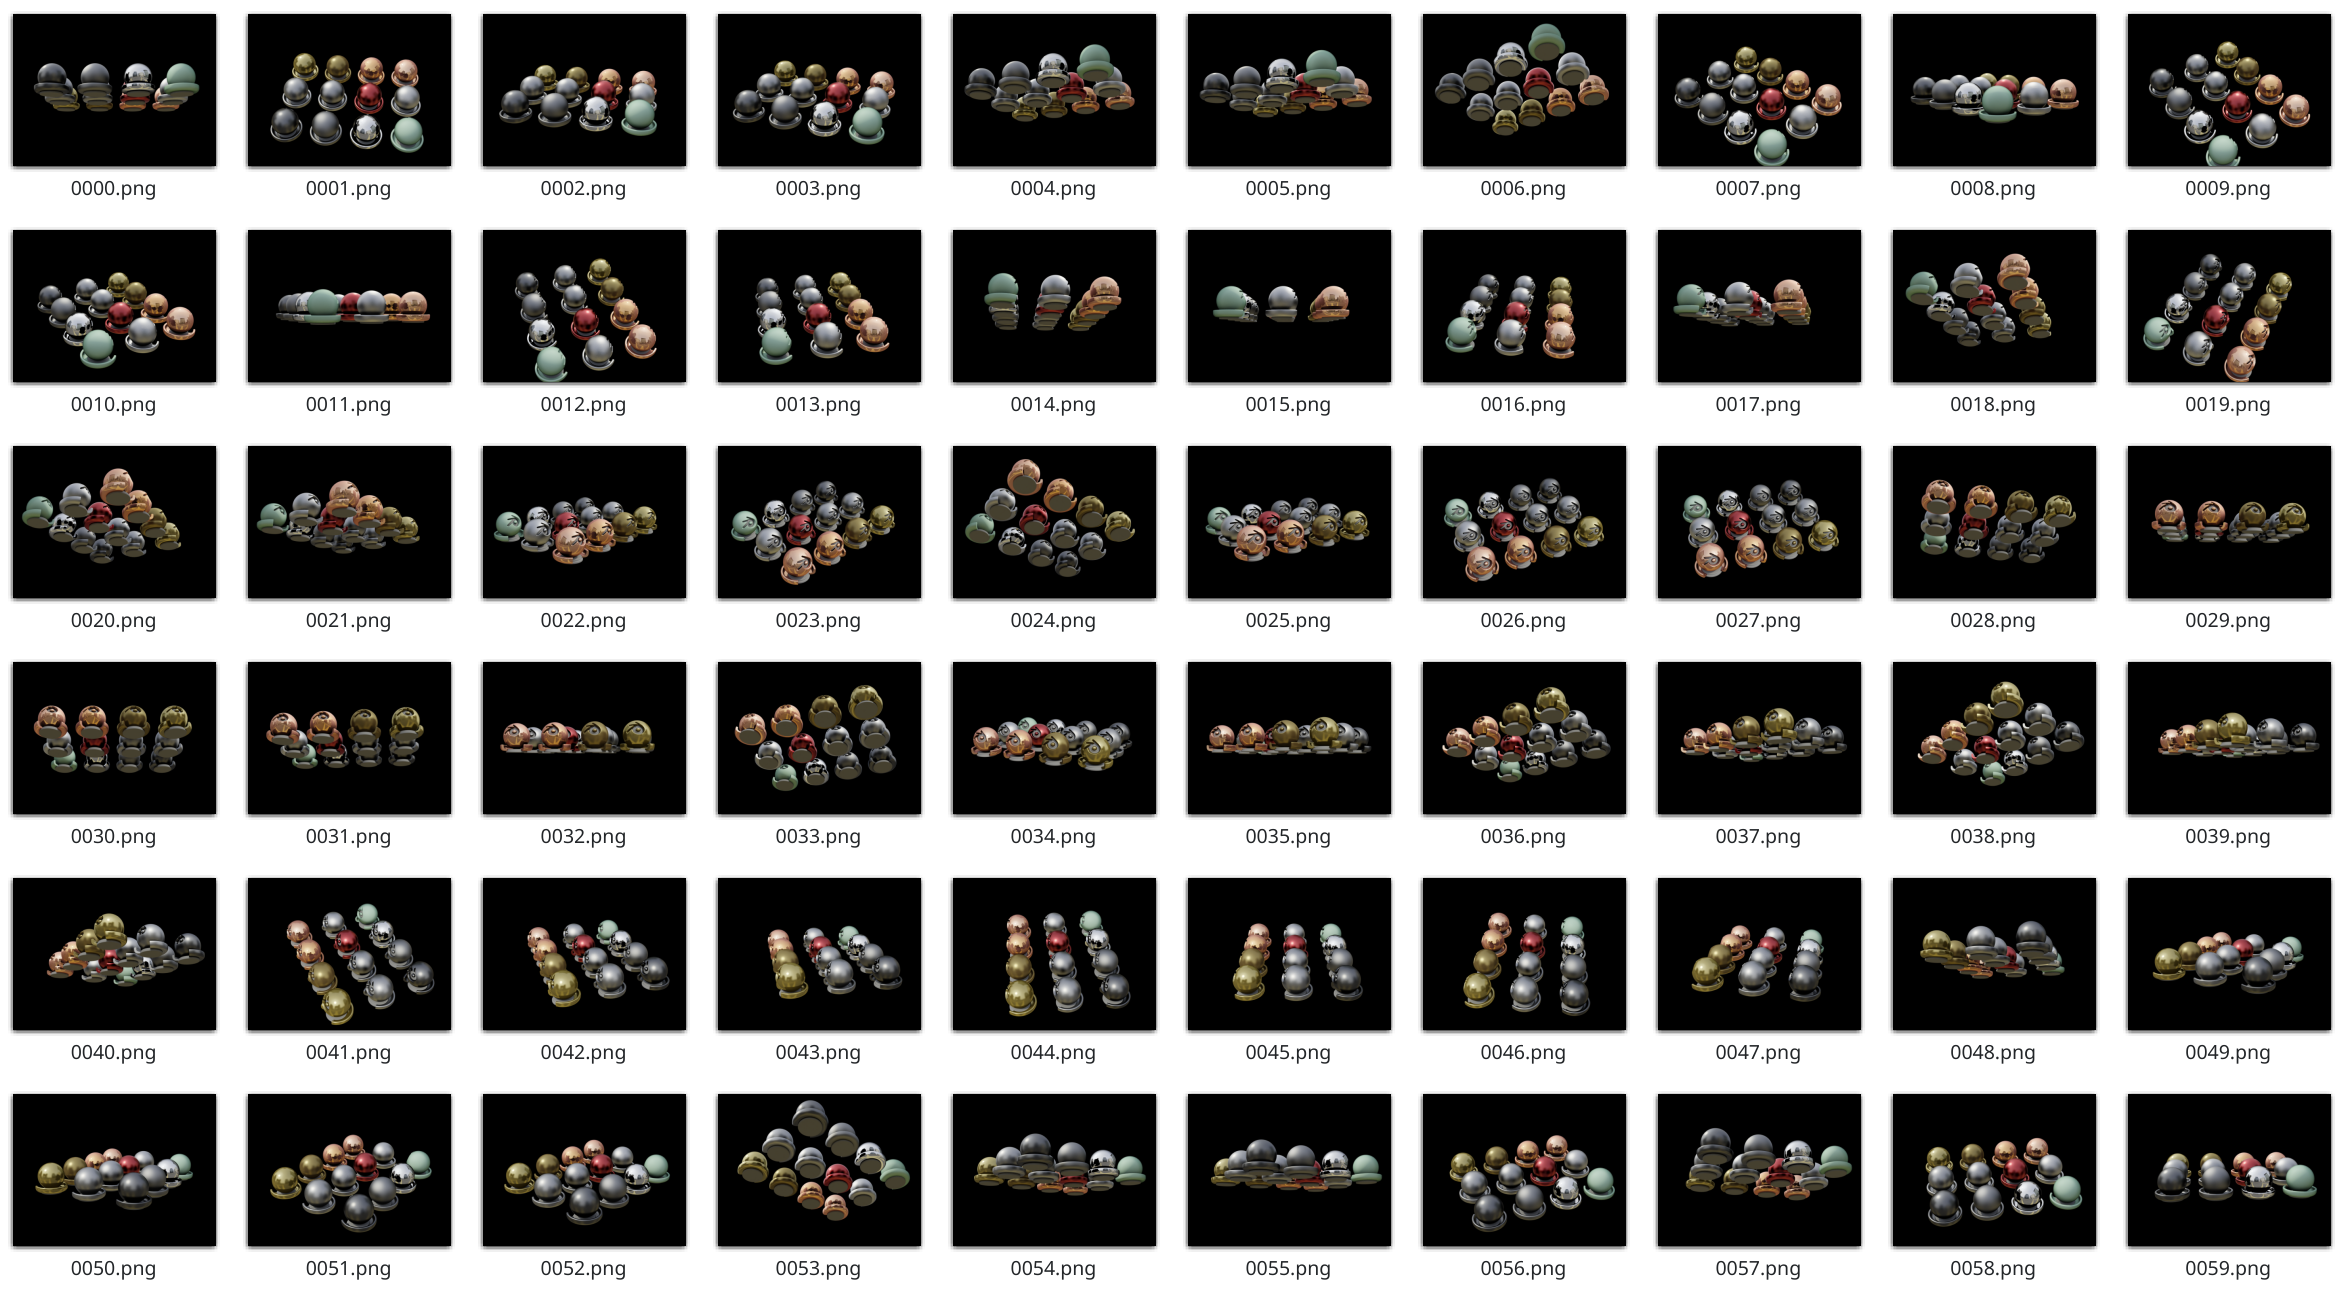 0000.png 0001.png 0002.png 0003.png 0004.png 0005.png 0006.png 0007.png 0008.png 0009.png
0010.png 0011.png 0012.png 0013.png 0014.png 0015.png 0016.png 0017.png 0018.png 0019.png
0020.png 0021.png 0022.png 0023.png 0024.png 0025.png 0026.png 0027.png 0028.png 0029.png
0030.png 0031.png 0032.png 0033.png 0034.png 0035.png 0036.png 0037.png 0038.png 0039.png
0040.png 0041.png 0042.png 0043.png 0044.png 0045.png 0046.png 0047.png 0048.png 0049.png
0050.png 0051.png 0052.png 0053.png 0054.png 0055.png 0056.png 0057.png 0058.png 0059.png